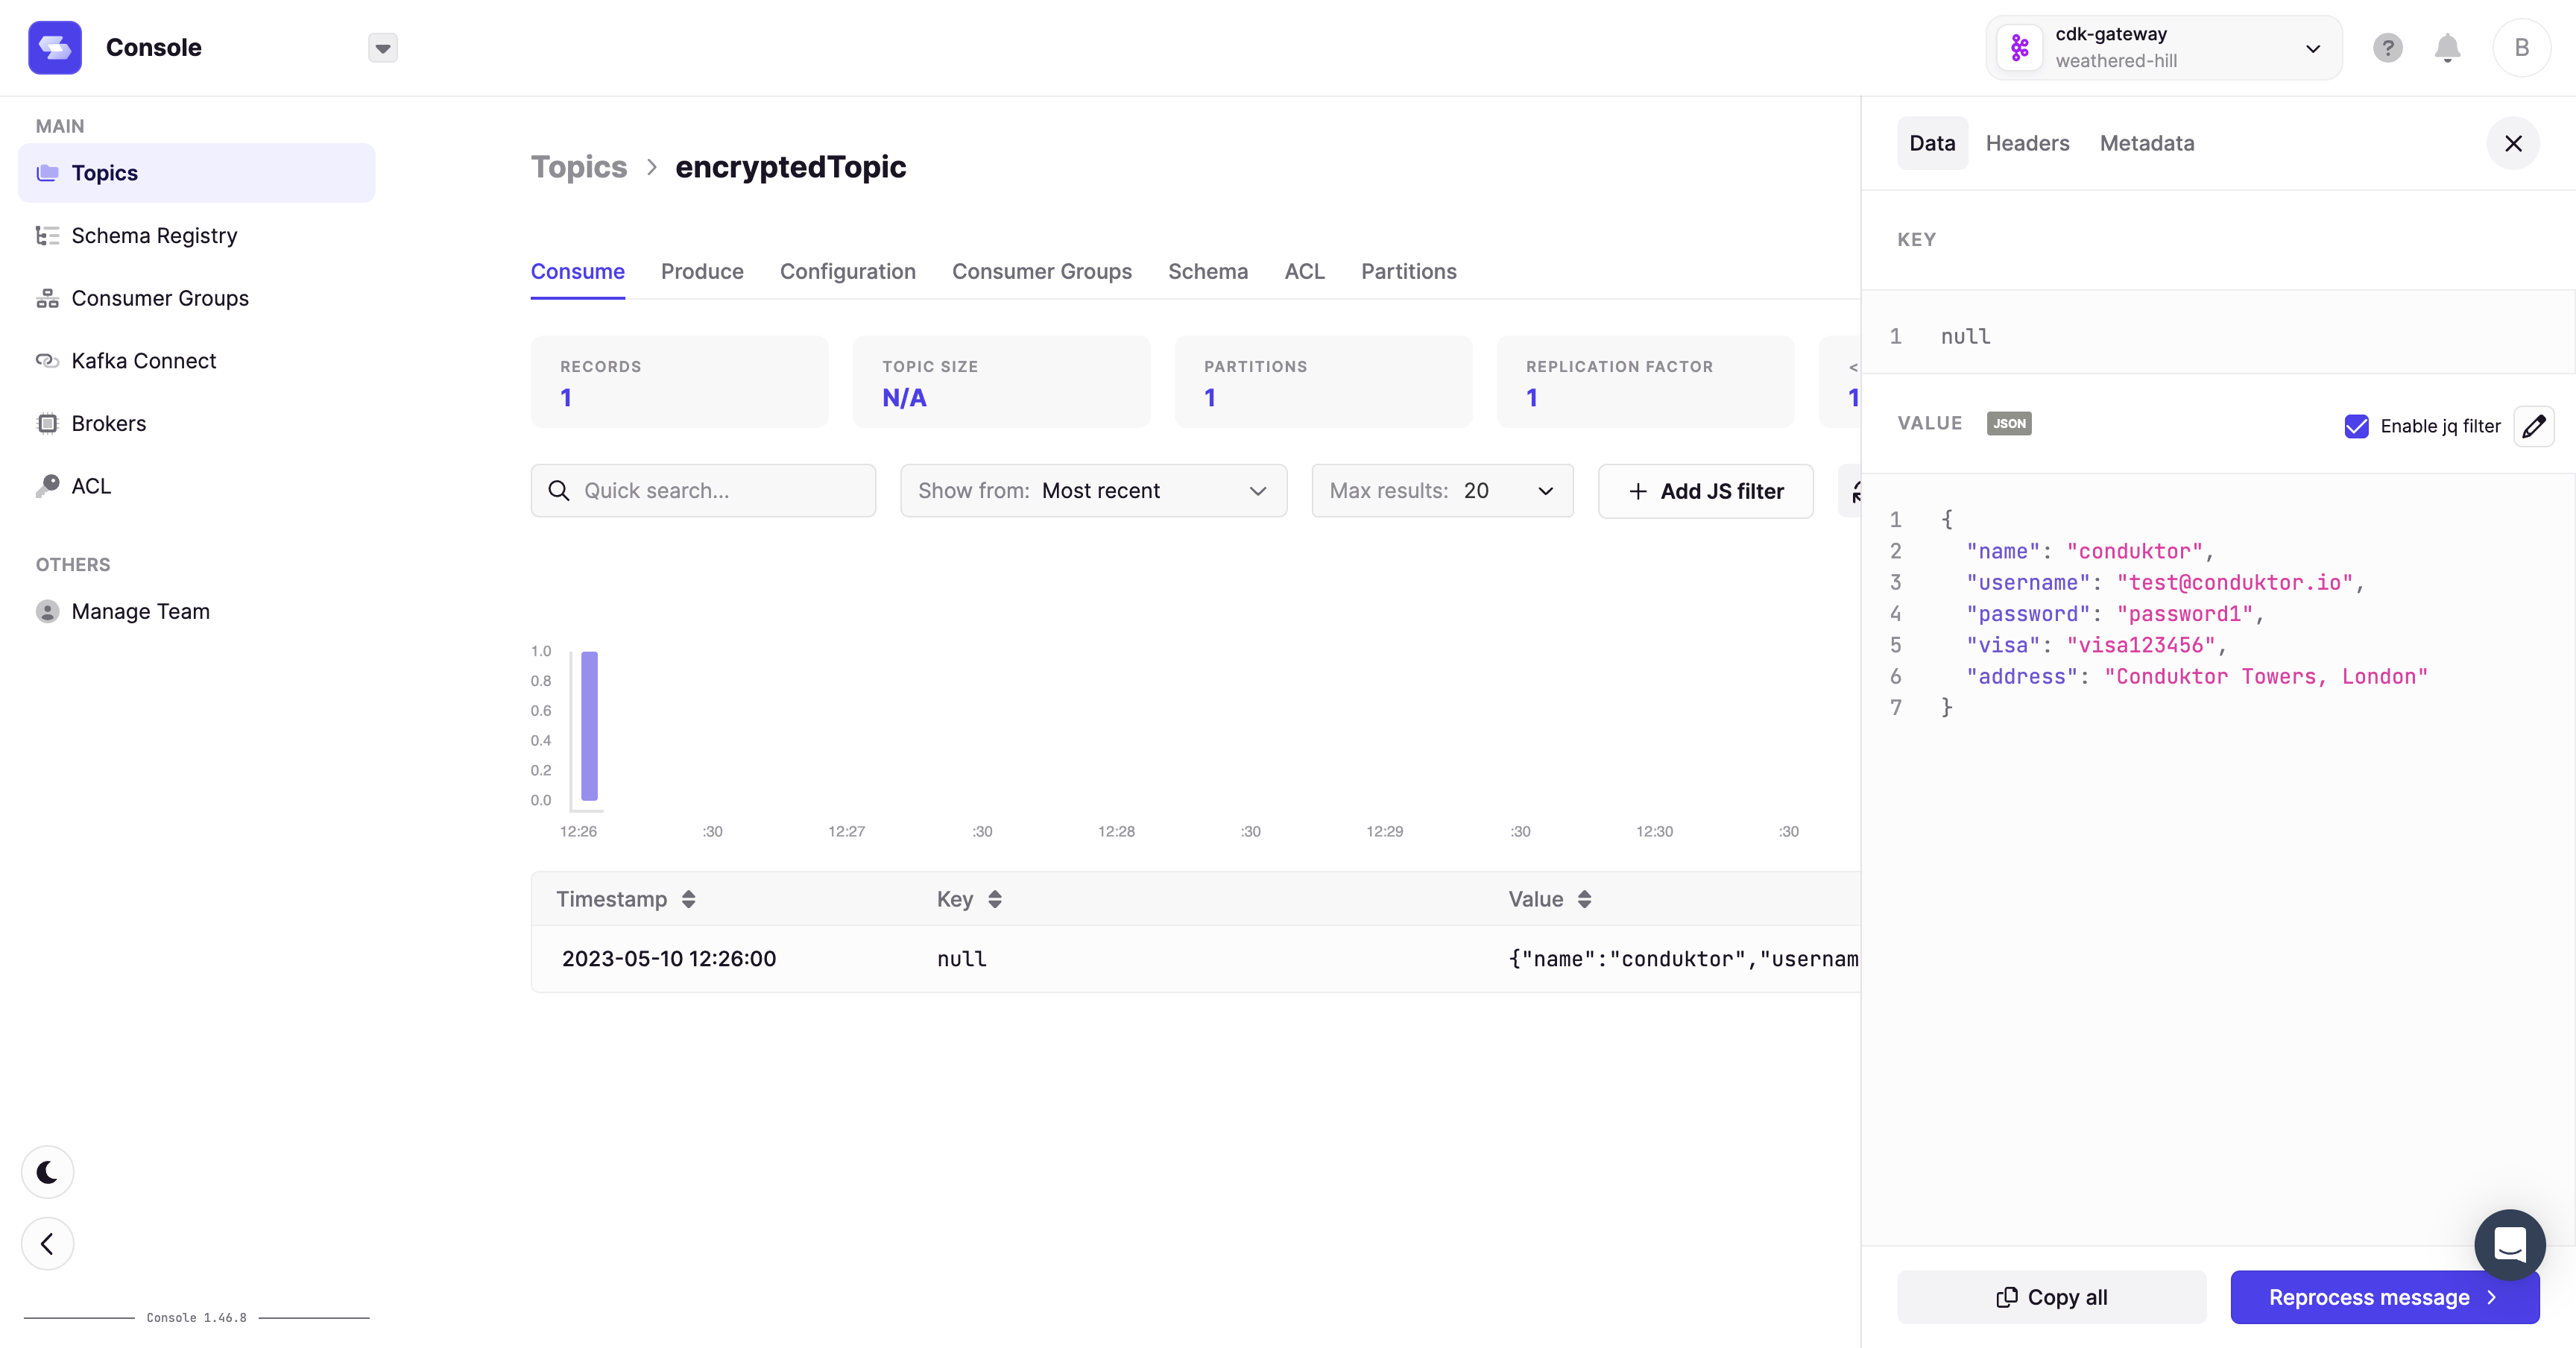 Console
cdk-gateway
weathered-hill
?
B
MAIN
Topics
Schema Registry
Consumer Groups
Kafka Connect
Brokers
ACL
OTHERS
Manage Team
Console 1.46.8
Topics > encryptedTopic
Consume Produce Configuration Consumer Groups Schema ACL Partitions
RECORDS
1
TOPIC SIZE
N/A
PARTITIONS
1
REPLICATION FACTOR
1
<
1
Quick search...
Show from: Most recent
Max results: 20
+ Add JS filter
1.0
0.8
0.6
0.4
0.2
0.0
12:26 :30 12:27 :30 12:28 :30 12:29 :30 12:30 :30
Timestamp Key Value
2023-05-10 12:26:00 null {"name":"conduktor","usernam
Data Headers Metadata
KEY
1 null
VALUE JSON Enable jq filter
1 {
2 "name": "conduktor",
3 "username": "test@conduktor.io",
4 "password": "password1",
5 "visa": "visa123456",
6 "address": "Conduktor Towers, London"
7 }
Copy all
Reprocess message >